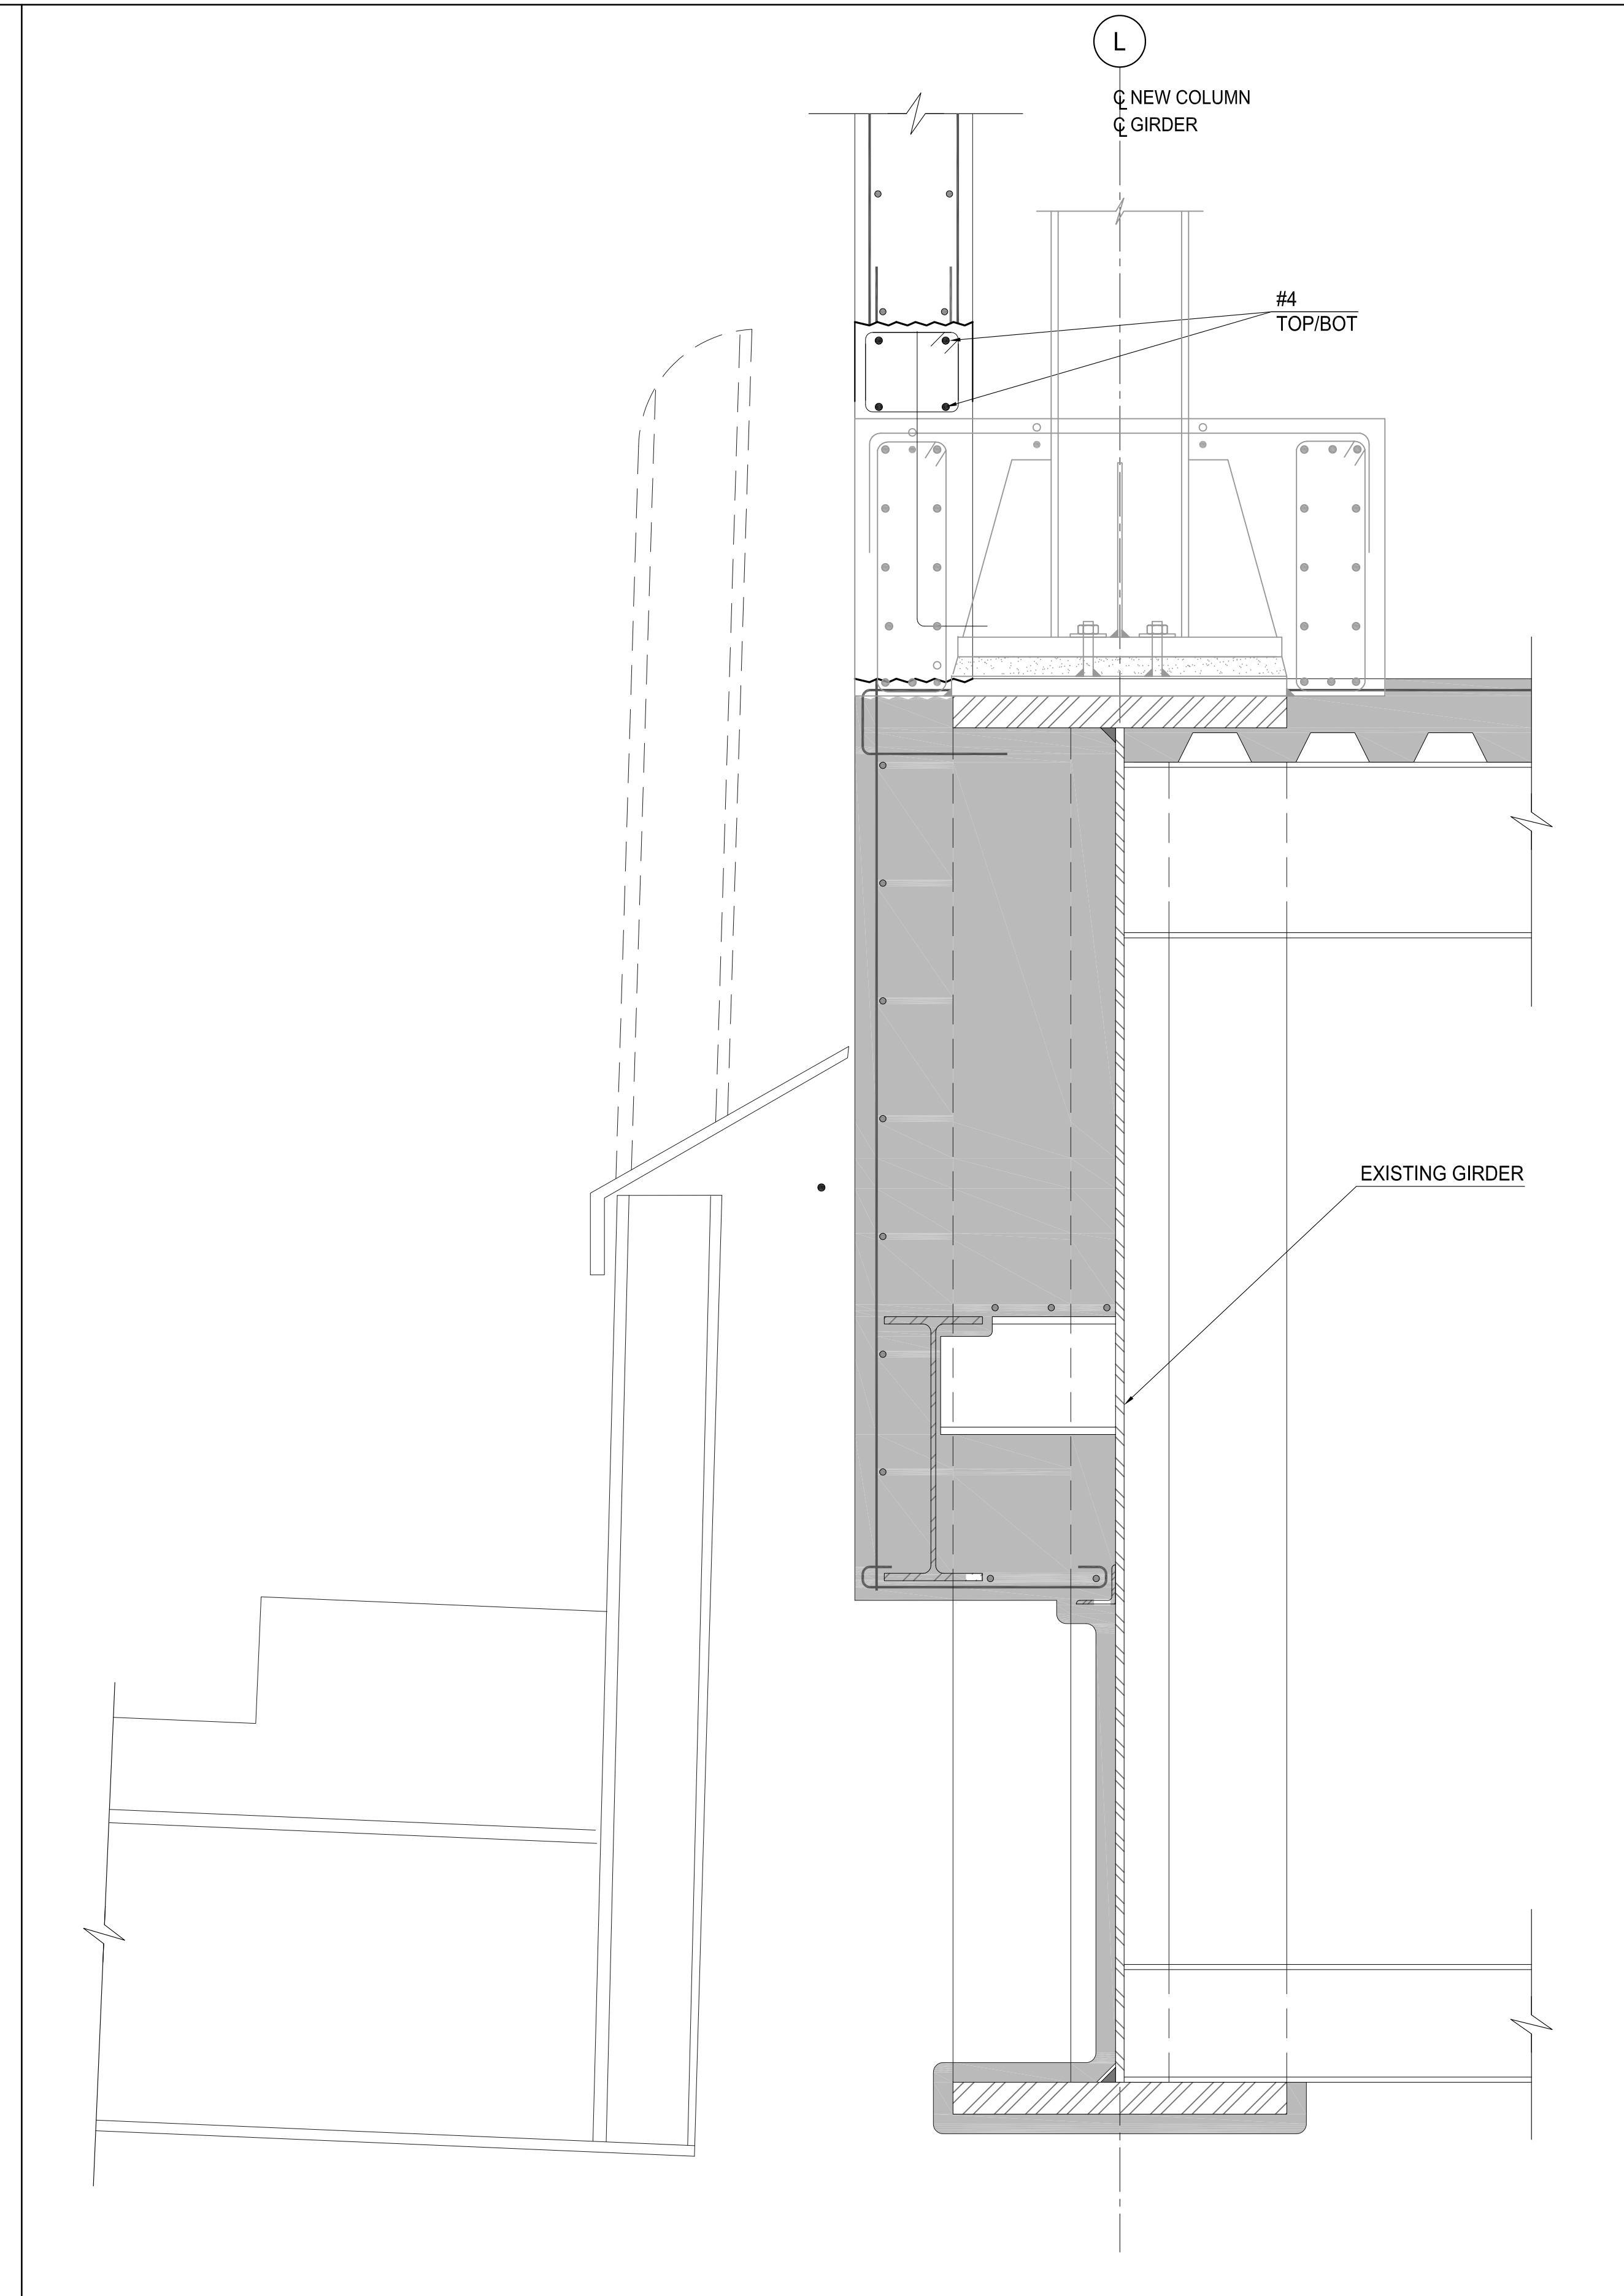 L
℄ NEW COLUMN
℄ GIRDER
#4
TOP/BOT
EXISTING GIRDER